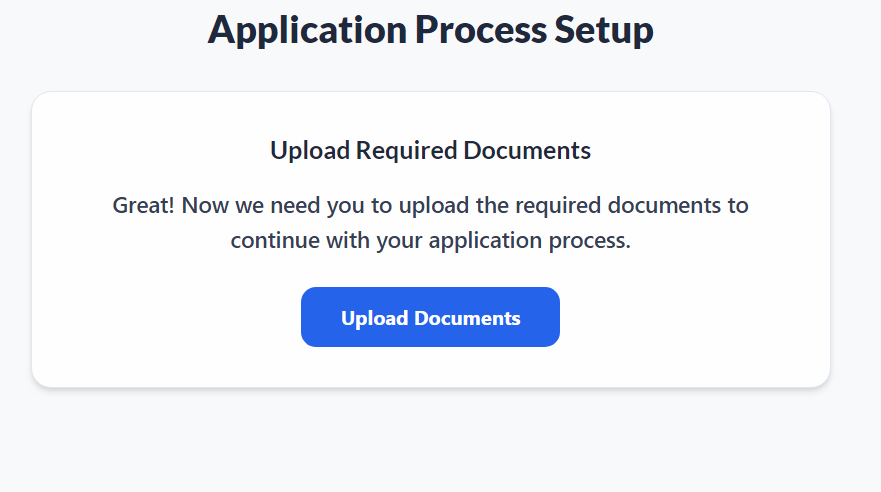 Application Process Setup
Upload Required Documents
Great! Now we need you to upload the required documents to
continue with your application process.
Upload Documents